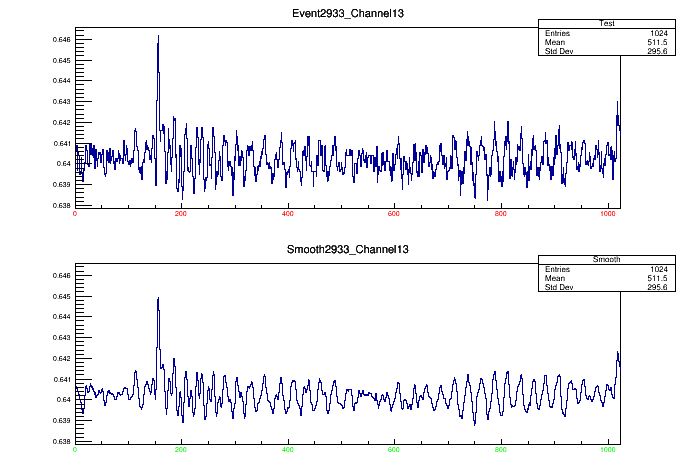 Event2933_Channel13
Test
Entries 1024
Mean 511.5
Std Dev 295.6
0.646
0.645
0.644
0.643
0.642
0.641
0.64
0.639
0.638
0 200 400 600 800 1000
Smooth2933_Channel13
Smooth
Entries 1024
Mean 511.5
Std Dev 295.6
0.646
0.645
0.644
0.643
0.642
0.641
0.64
0.639
0.638
0 200 400 600 800 1000